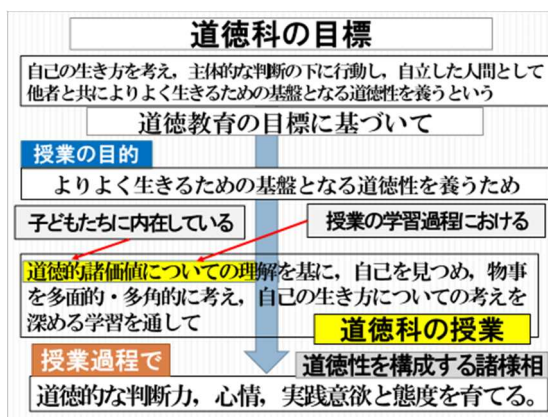 道徳科の目標
自己の生き方を考え，主体的な判断の下に行動し，自立した人間として
他者と共によりよく生きるための基盤となる道徳性を養うという
道徳教育の目標に基づいて
授業の目的
よりよく生きるための基盤となる道徳性を養うため
子どもたちに内在している
授業の学習過程における
道徳的諸価値についての理解を基に，自己を見つめ，物事
を多面的・多角的に考え，自己の生き方についての考えを
深める学習を通して
道徳科の授業
授業過程で
道徳性を構成する諸様相
道徳的な判断力，心情，実践意欲と態度を育てる。